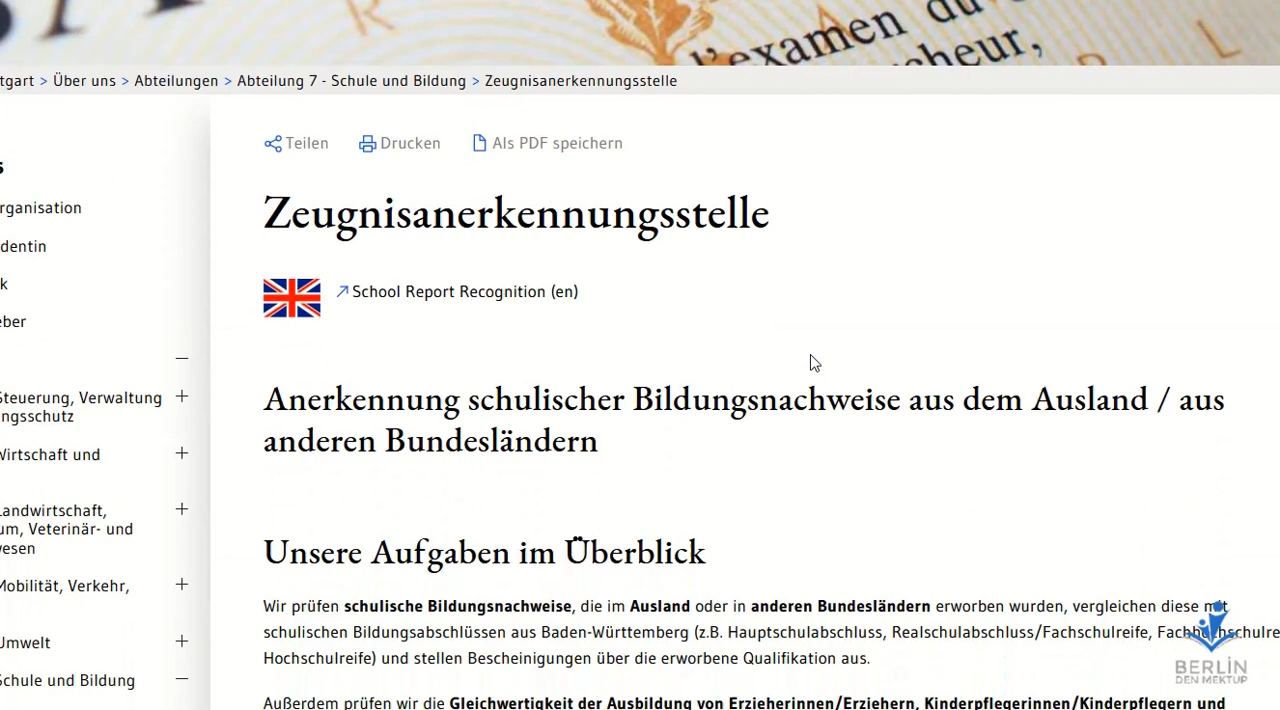 l'examen du
cheur,
tgart > Über uns > Abteilungen > Abteilung 7 - Schule und Bildung > Zeugnisanerkennungsstelle
Teilen Drucken Als PDF speichern
Zeugnisanerkennungsstelle
School Report Recognition (en)
Anerkennung schulischer Bildungsnachweise aus dem Ausland / aus
anderen Bundesländern
Unsere Aufgaben im Überblick
Wir prüfen schulische Bildungsnachweise, die im Ausland oder in anderen Bundesländern erworben wurden, vergleichen diese mit
schulischen Bildungsabschlüssen aus Baden-Württemberg (z.B. Hauptschulabschluss, Realschulabschluss/Fachschulreife, Fachhochschulre
Hochschulreife) und stellen Bescheinigungen über die erworbene Qualifikation aus.
Außerdem prüfen wir die Gleichwertigkeit der Ausbildung von Erzieherinnen/Erziehern, Kinderpflegerinnen/Kinderpflegern und
s
rganisation
dentin
k
eber
Steuerung, Verwaltung
ngsschutz
Wirtschaft und
Landwirtschaft,
um, Veterinär- und
wesen
Mobilität, Verkehr,
Umwelt
Schule und Bildung
BERLİN
DEN MEKTUP